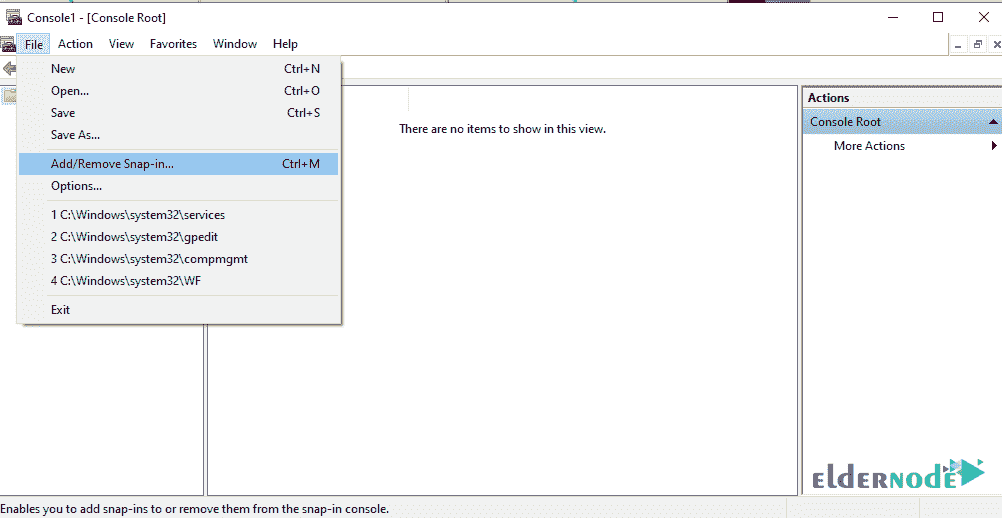 Console1 - [Console Root]
File Action View Favorites Window Help
New Ctrl+N
Open... Ctrl+O
Save Ctrl+S
Save As...
Add/Remove Snap-in... Ctrl+M
Options...
1 C:\Windows\system32\services
2 C:\Windows\system32\gpedit
3 C:\Windows\system32\compmgmt
4 C:\Windows\system32\WF
Exit
There are no items to show in this view.
Actions
Console Root
More Actions
eldernode
Enables you to add snap-ins to or remove them from the snap-in console.